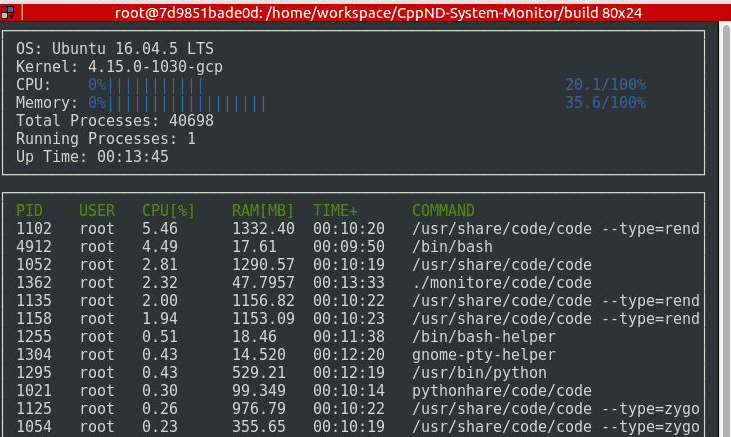 root@7d9851bade0d: /home/workspace/CppND-System-Monitor/build 80x24
OS: Ubuntu 16.04.5 LTS
Kernel: 4.15.0-1030-gcp
CPU: 0%||||||||||| 20.1/100%
Memory: 0%|||||||||||||||||| 35.6/100%
Total Processes: 40698
Running Processes: 1
Up Time: 00:13:45
PID USER CPU[%] RAM[MB] TIME+ COMMAND
1102 root 5.46 1332.40 00:10:20 /usr/share/code/code --type=rend
4912 root 4.49 17.61 00:09:50 /bin/bash
1052 root 2.81 1290.57 00:10:19 /usr/share/code/code
1362 root 2.32 47.7957 00:13:33 ./monitore/code/code
1135 root 2.00 1156.82 00:10:22 /usr/share/code/code --type=rend
1158 root 1.94 1153.09 00:10:23 /usr/share/code/code --type=rend
1255 root 0.51 18.46 00:11:38 /bin/bash-helper
1304 root 0.43 14.520 00:12:20 gnome-pty-helper
1295 root 0.43 529.21 00:12:19 /usr/bin/python
1021 root 0.30 99.349 00:10:14 pythonhare/code/code
1125 root 0.26 976.79 00:10:22 /usr/share/code/code --type=zygo
1054 root 0.23 355.65 00:10:19 /usr/share/code/code --type=zygo